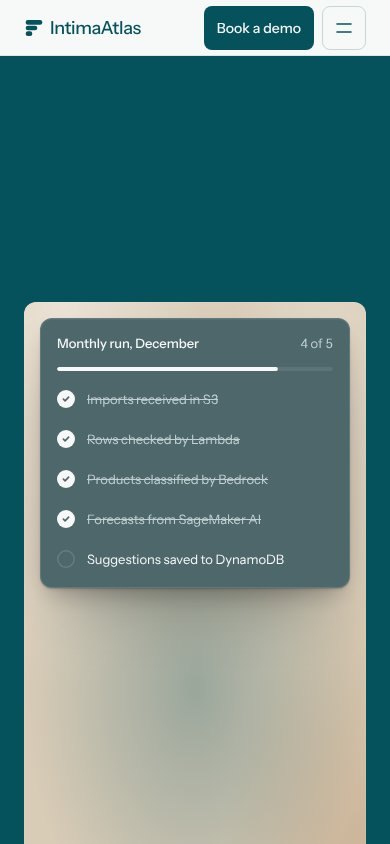 IntimaAtlas
Book a demo
Monthly run, December
4 of 5
Imports received in S3
Rows checked by Lambda
Products classified by Bedrock
Forecasts from SageMaker AI
Suggestions saved to DynamoDB